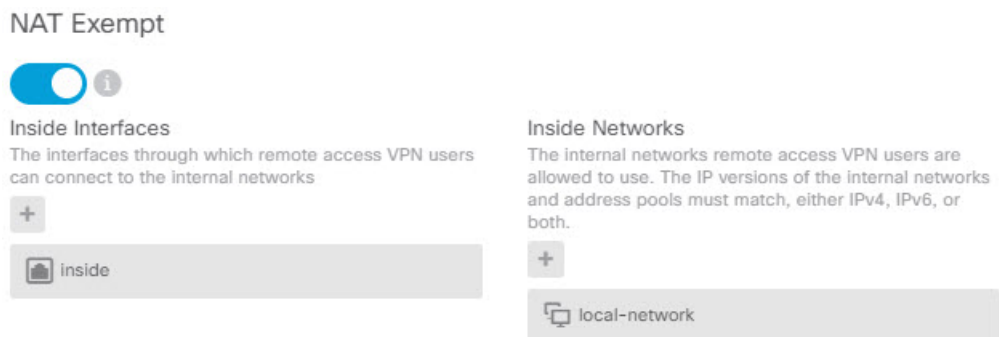 NAT Exempt
Inside Interfaces
The interfaces through which remote access VPN users
can connect to the internal networks
+
inside
Inside Networks
The internal networks remote access VPN users are
allowed to use. The IP versions of the internal networks
and address pools must match, either IPv4, IPv6, or
both.
+
local-network